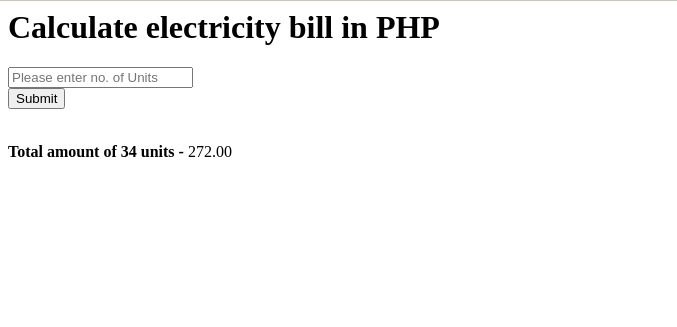 Calculate electricity bill in PHP
Please enter no. of Units
Submit
Total amount of 34 units - 272.00